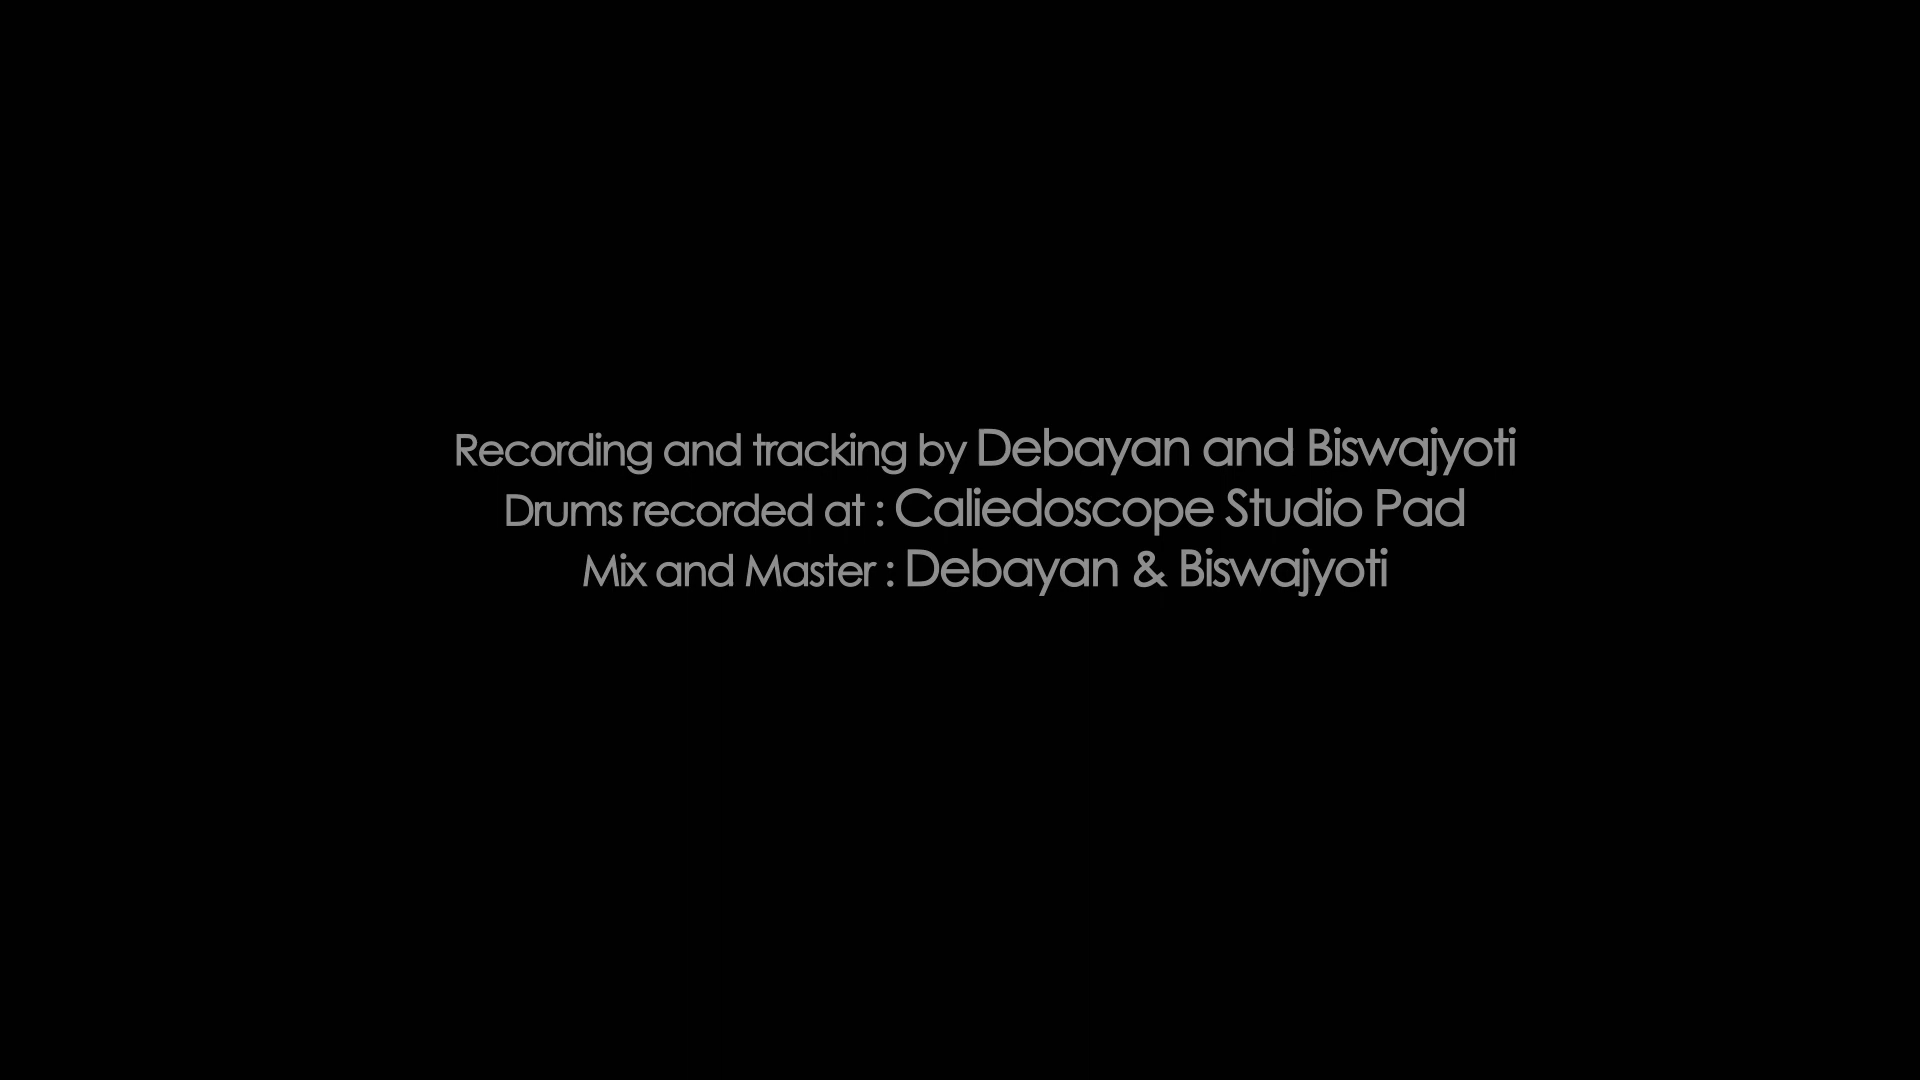 Recording and tracking by Debayan and Biswajyoti
Drums recorded at : Caliedoscope Studio Pad
Mix and Master : Debayan & Biswajyoti